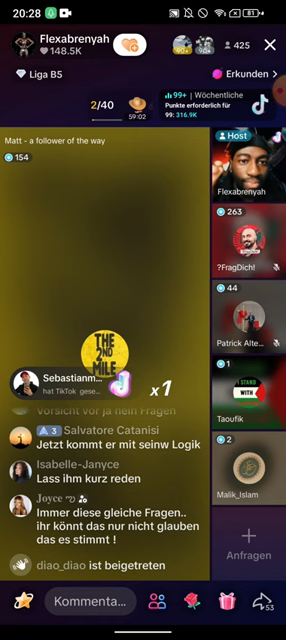 20:28
Flexabrenyah
148.5K
425
Liga B5
Erkunden >
2/40
59:02
99+ | Wöchentliche
Punkte erforderlich für
99: 316.9K
Matt - a follower of the way
154
Host
Flexabrenyah
263
?FragDich!
44
Patrick Alte...
1
I STAND
WITH
Taoufik
2
Malik_Islam
Anfragen
THE
2ND
MILE
Sebastianm...
hat TikTok gese...
x1
Vorsicht vor ja nein Fragen
3 Salvatore Catanisi
Jetzt kommt er mit seinw Logik
Isabelle-Janyce
Lass ihm kurz reden
Joyce
Immer diese gleiche Fragen..
ihr könnt das nur nicht glauben
das es stimmt !
diao_diao ist beigetreten
Kommenta...
53